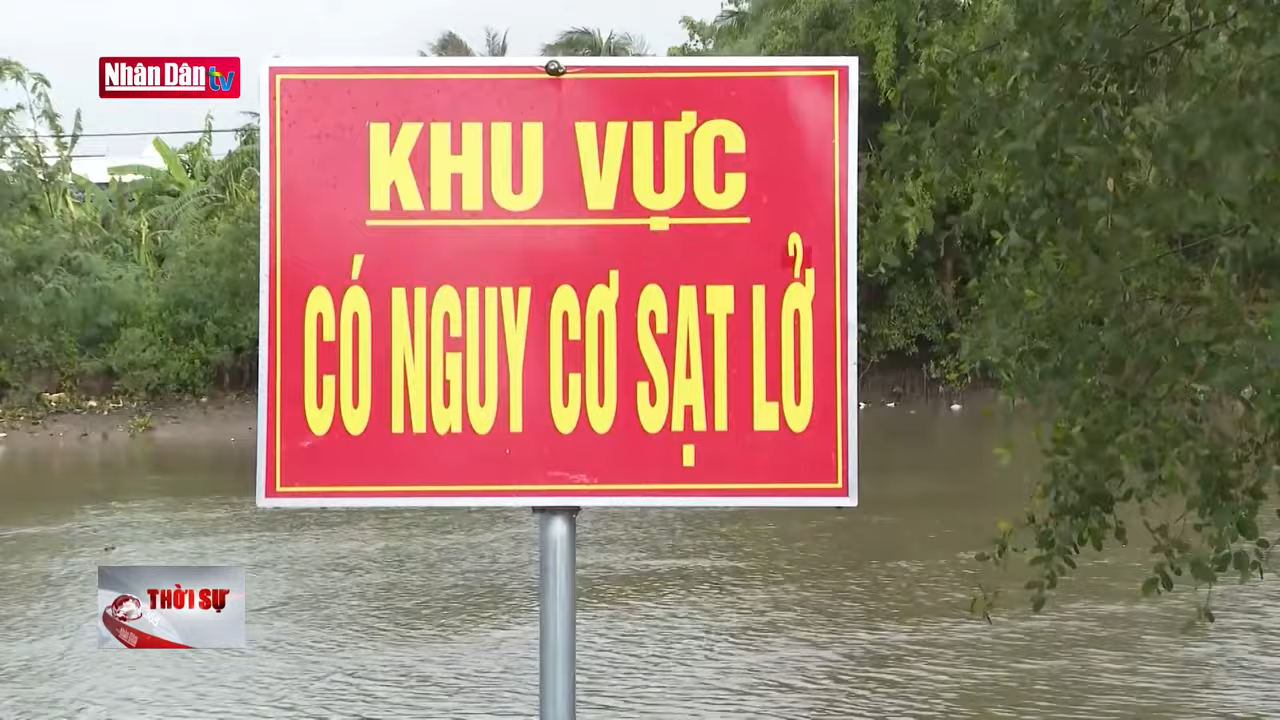 Nhân Dân tv
KHU VỰC
CÓ NGUY CƠ SẠT LỞ
THỜI SỰ